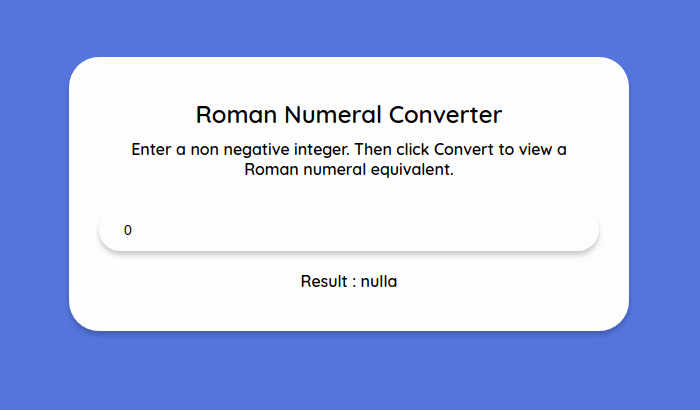 Roman Numeral Converter
Enter a non negative integer. Then click Convert to view a
Roman numeral equivalent.
0
Result : nulla